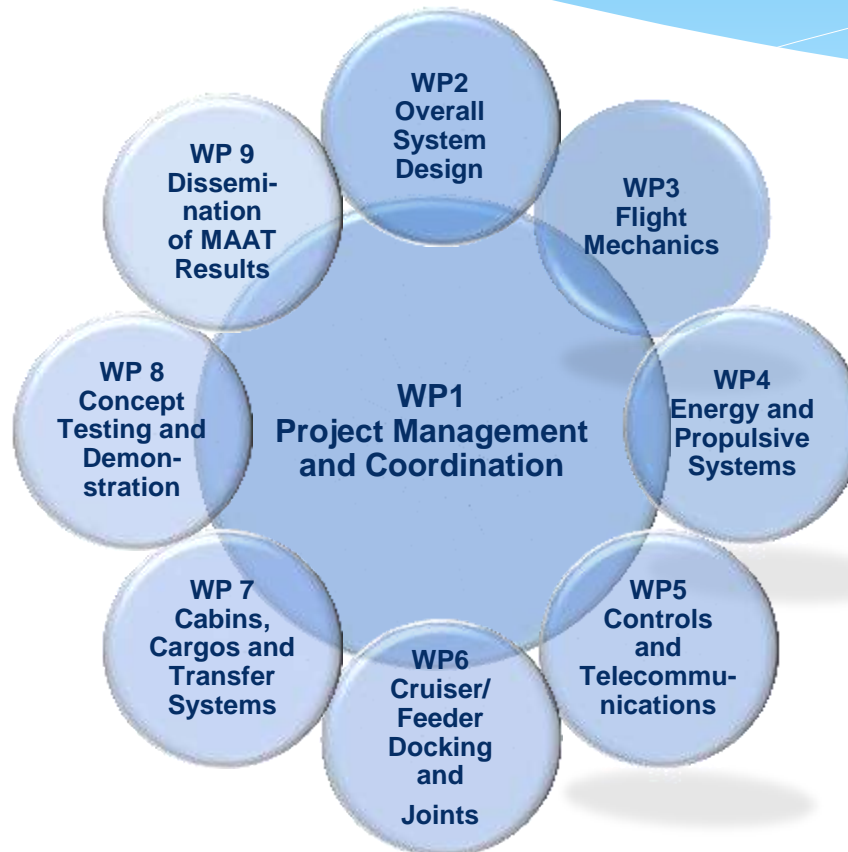 WP2
Overall
System
Design
WP3
Flight
Mechanics
WP4
Energy and
Propulsive
Systems
WP5
Controls
and
Telecommu-
nications
WP6
Cruiser/
Feeder
Docking
and
Joints
WP 7
Cabins,
Cargos and
Transfer
Systems
WP 8
Concept
Testing and
Demon-
stration
WP 9
Dissemi-
nation
of MAAT
Results
WP1
Project Management
and Coordination